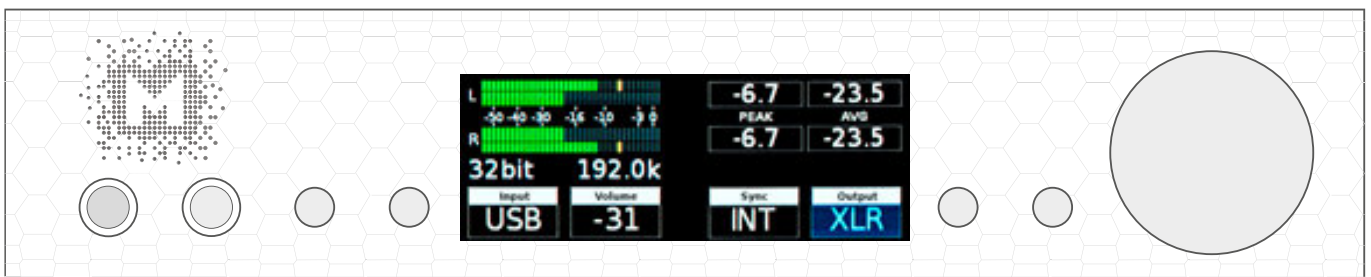 L
-50 -40 -30 -16 -10 -3 0
R
32bit 192.0k
-6.7 -23.5
PEAK AVG
-6.7 -23.5
Input Volume Sync Output
USB -31 INT XLR
M